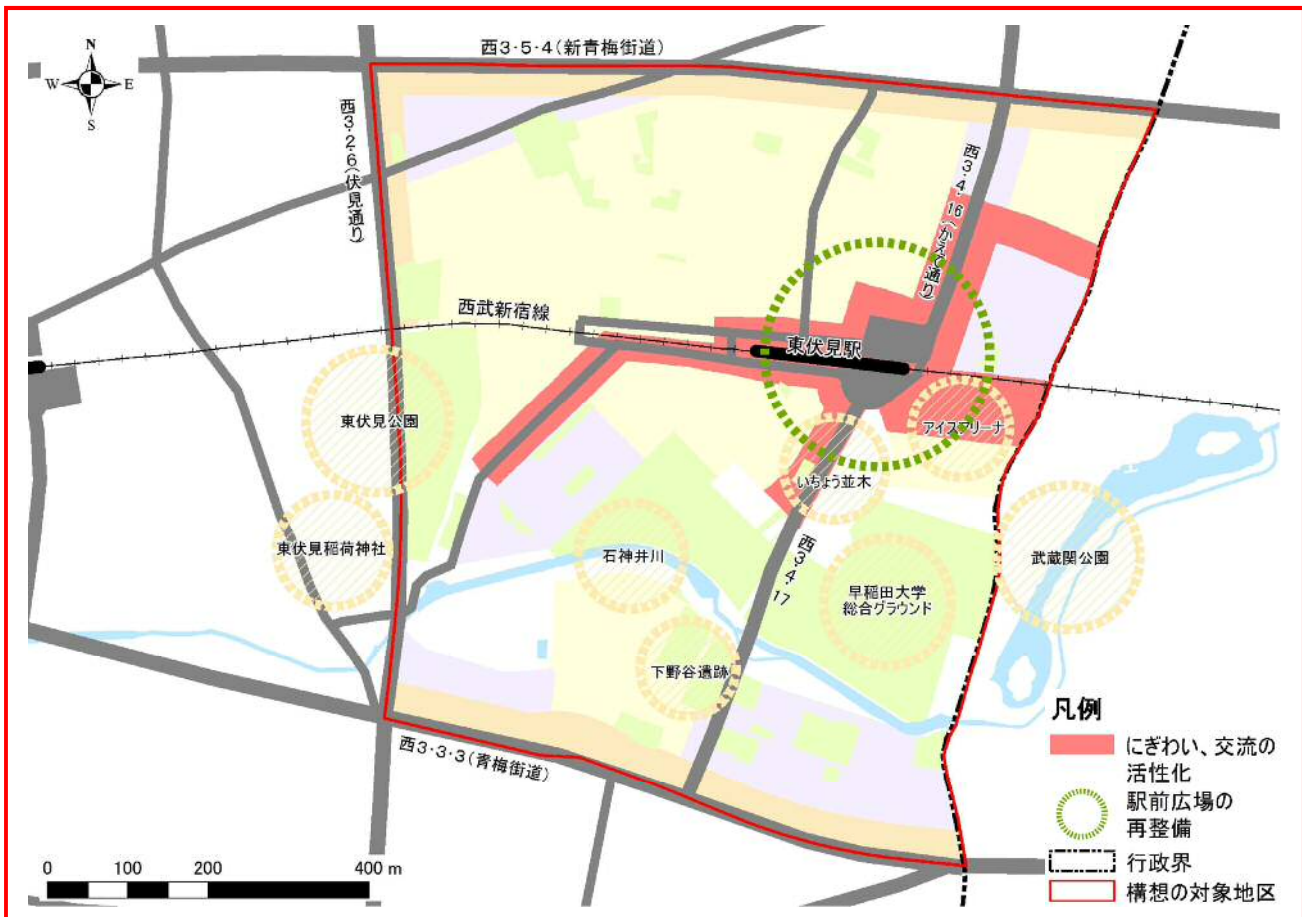 N
W E
S
西3・5・4(新青梅街道)
西3・2・6(伏見通り)
西3・4・16(かえで通り)
西武新宿線
東伏見駅
東伏見公園
アイスアリーナ
いちょう並木
東伏見稲荷神社
石神井川
西3・4・17
早稲田大学
総合グラウンド
武蔵関公園
下野谷遺跡
西3・3・3(青梅街道)
凡例
にぎわい、交流の
活性化
駅前広場の
再整備
行政界
構想の対象地区
0 100 200 400 m